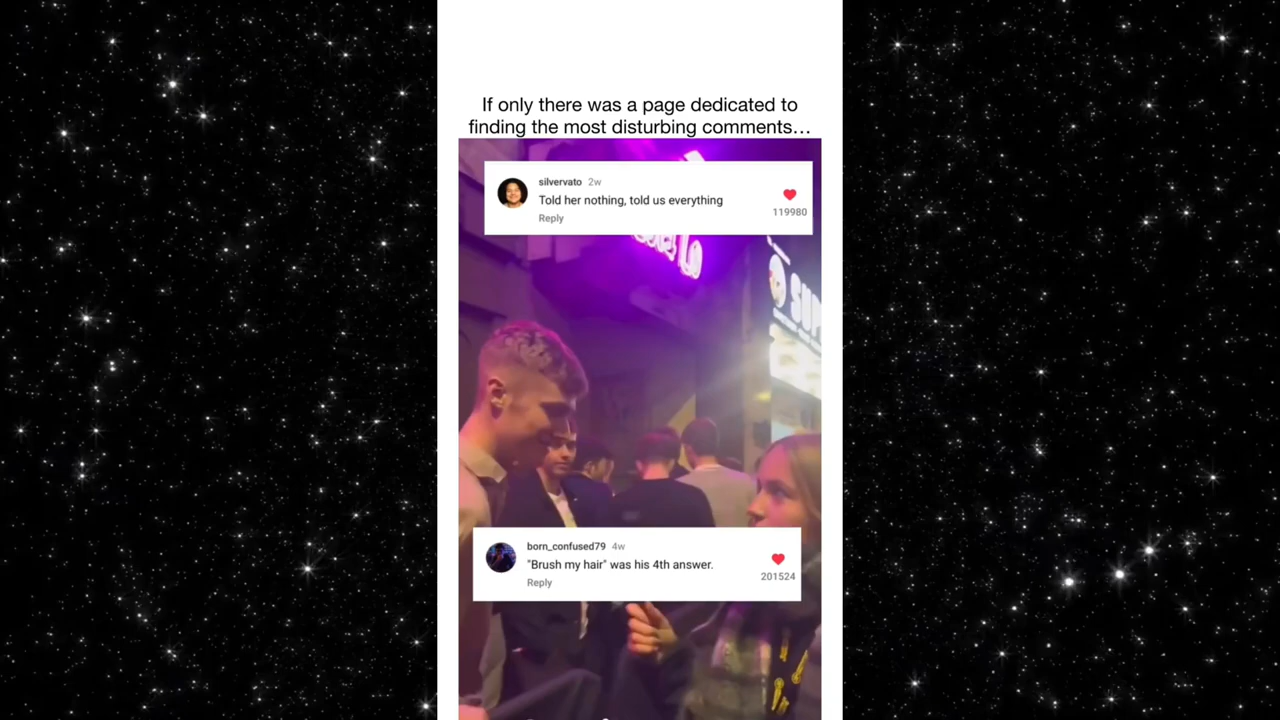 If only there was a page dedicated to
finding the most disturbing comments…
silvervato 2w
Told her nothing, told us everything
Reply
119980
born_confused79 4w
"Brush my hair" was his 4th answer.
Reply
201524